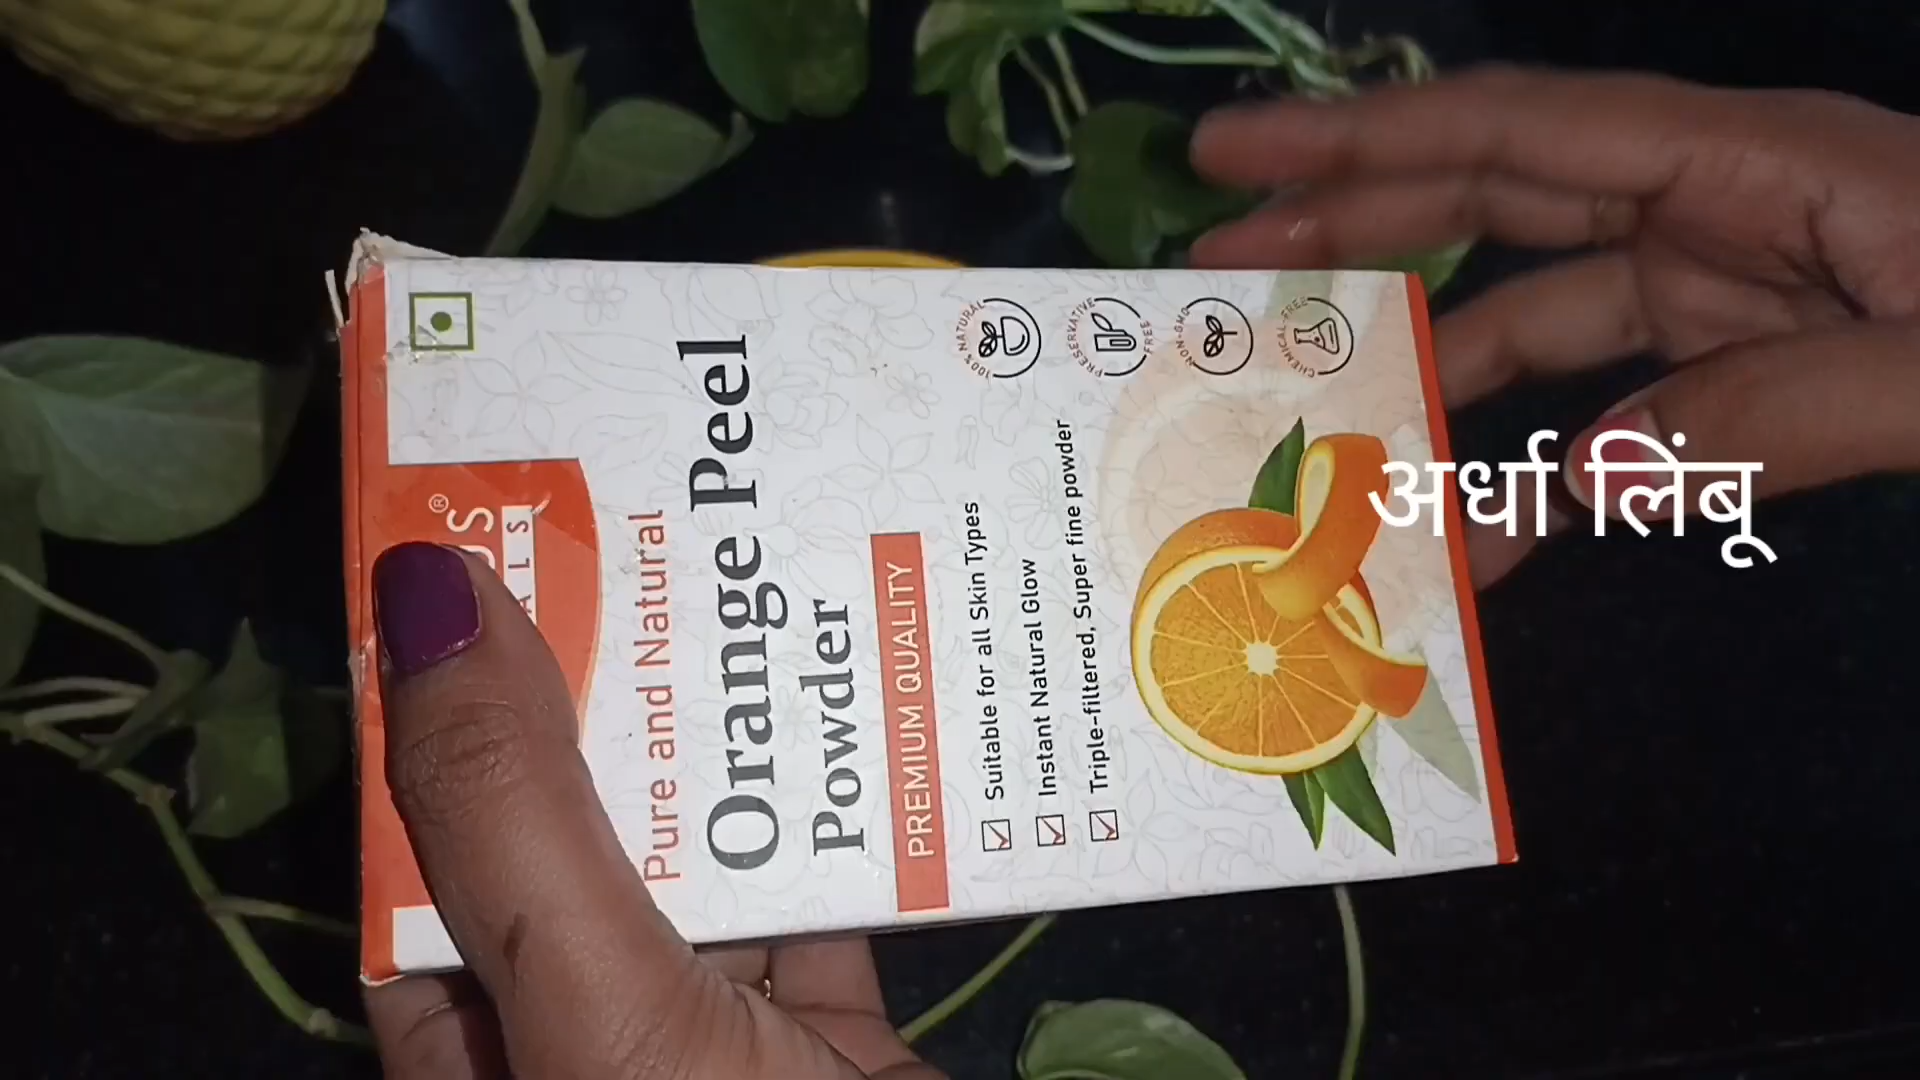 Pure and Natural
Orange Peel
Powder
PREMIUM QUALITY
Suitable for all Skin Types
Instant Natural Glow
Triple-filtered, Super fine powder
100% NATURAL
PRESERVATIVE FREE
NON-GMO
CHEMICAL-FREE
अर्धा लिंबू